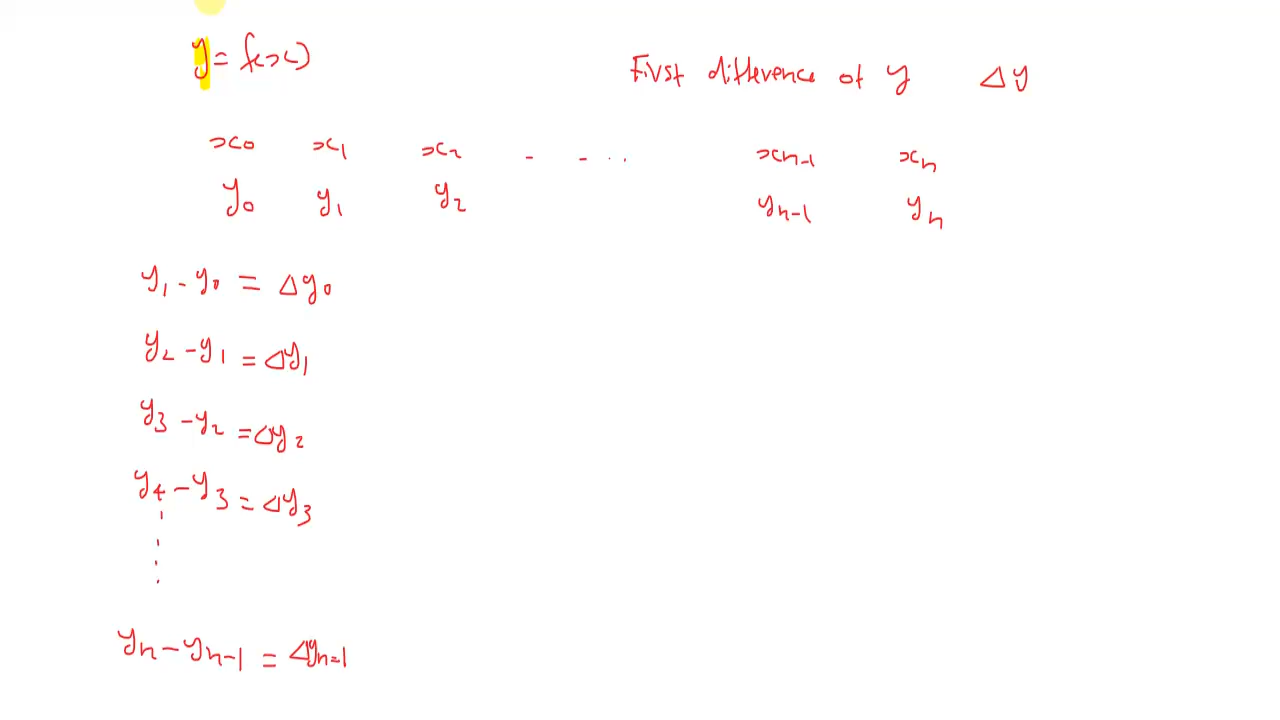 y = f(x)
First difference of y Δy
x₀ x₁ x₂ - - .. xₙ₋₁ xₙ
y₀ y₁ y₂ yₙ₋₁ yₙ
y₁ - y₀ = Δy₀
y₂ - y₁ = Δy₁
y₃ - y₂ = Δy₂
y₄ - y₃ = Δy₃
yₙ - yₙ₋₁ = Δyₙ₋₁